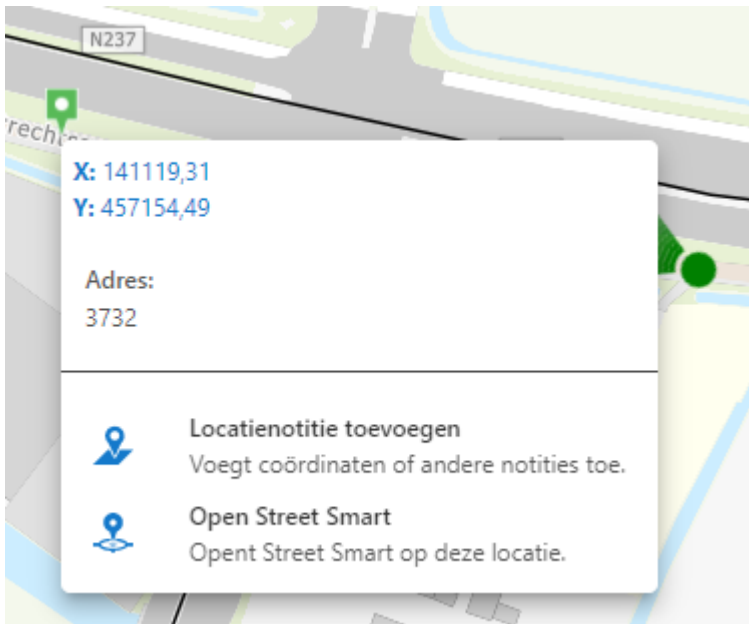 N237
X: 141119,31
Y: 457154,49
Adres:
3732
Locatienotitie toevoegen
Voegt coördinaten of andere notities toe.
Open Street Smart
Opent Street Smart op deze locatie.